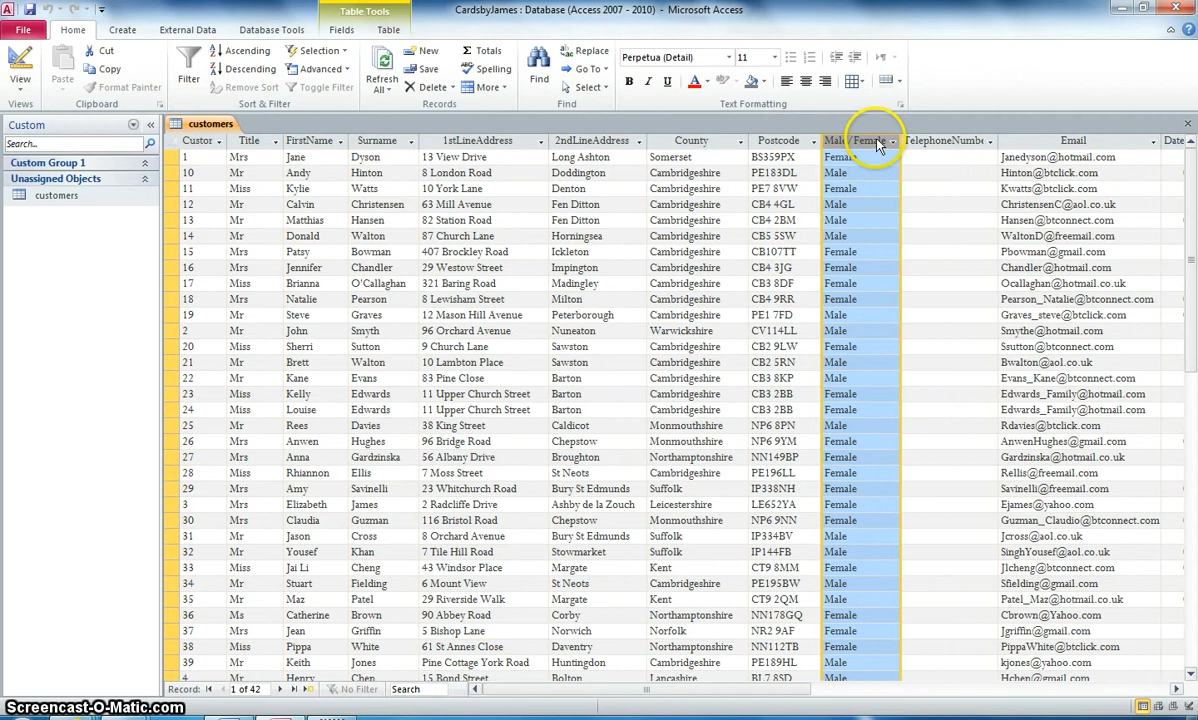 Table Tools
CardsbyJames : Database (Access 2007 - 2010) - Microsoft Access
File Home Create External Data Database Tools Fields Table
View
Views
Paste
Cut
Copy
Format Painter
Clipboard
Filter
Ascending
Descending
Remove Sort
Selection
Advanced
Toggle Filter
Sort & Filter
Refresh All
New
Save
Delete
Totals
Spelling
More
Records
Find
Replace
Go To
Select
Find
Perpetua (Detail) 11
B I U A
Text Formatting
Custom
Search...
Custom Group 1
Unassigned Objects
customers
customers
Custor Title FirstName Surname 1stLineAddress 2ndLineAddress County Postcode Male/Female TelephoneNumb Email Date
1 Mrs Jane Dyson 13 View Drive Long Ashton Somerset BS359PX Female Janedyson@hotmail.com
10 Mr Andy Hinton 8 London Road Doddington Cambridgeshire PE183DL Male Hinton@btclick.com
11 Miss Kylie Watts 10 York Lane Denton Cambridgeshire PE7 8VW Female Kwatts@hotmail.com
12 Mr Calvin Christensen 63 Mill Avenue Fen Ditton Cambridgeshire CB4 4GL Male ChristensenC@aol.co.uk
13 Mr Matthias Hansen 82 Station Road Fen Ditton Cambridgeshire CB4 2BM Male Hansen@btconnect.com
14 Mr Donald Walton 87 Church Lane Horningsea Cambridgeshire CB5 5SW Male WaltonD@freemail.com
15 Mrs Patsy Bowman 407 Brockley Road Ickleton Cambridgeshire CB107TT Female Pbowman@gmail.com
16 Mrs Jennifer Chandler 29 Westow Street Impington Cambridgeshire CB4 3JG Female Chandler@hotmail.com
17 Miss Brianna O'Callaghan 321 Baring Road Madingley Cambridgeshire CB3 8DF Female Ocallaghan@hotmail.co.uk
18 Mrs Natalie Pearson 8 Lewisham Street Milton Cambridgeshire CB4 9RR Female Pearson_Natalie@btconnect.com
19 Mr Steve Graves 12 Mason Hill Avenue Peterborough Cambridgeshire PE1 7FD Male Graves_steve@btclick.com
2 Mr John Smyth 96 Orchard Avenue Nuneaton Warwickshire CV114LL Male Smythe@hotmail.com
20 Miss Sherri Sutton 9 Church Lane Sawston Cambridgeshire CB2 9LW Female Ssutton@btconnect.com
21 Mr Brett Walton 10 Lambton Place Sawston Cambridgeshire CB2 5RN Male Bwalton@aol.co.uk
22 Mr Kane Evans 83 Pine Close Barton Cambridgeshire CB3 8KP Male Evans_Kane@btconnect.com
23 Miss Kelly Edwards 11 Upper Church Street Barton Cambridgeshire CB3 2BB Female Edwards_Family@hotmail.com
24 Miss Louise Edwards 11 Upper Church Street Barton Cambridgeshire CB3 2BB Female Edwards_Family@hotmail.com
25 Mr Rees Davies 38 King Street Caldicot Monmouthshire NP6 8PN Male Rdavies@btconnect.com
26 Mrs Anwen Hughes 96 Bridge Road Chepstow Monmouthshire NP6 9YM Female AnwenHughes@gmail.com
27 Mrs Anna Gardzinska 56 Albany Drive Broughton Northamptonshire NN149BP Female Gardzinska@hotmail.co.uk
28 Miss Rhiannon Ellis 7 Moss Street St Neots Cambridgeshire PE196LL Female Rellis@freemail.com
29 Mrs Amy Savinelli 23 Whitchurch Road Bury St Edmunds Suffolk IP338NH Female Savinelli@freemail.com
3 Mrs Elizabeth James 2 Radcliffe Drive Ashby de la Zouch Leicestershire LE652YA Female Ejames@yahoo.com
30 Mrs Claudia Guzman 116 Bristol Road Chepstow Monmouthshire NP6 9NN Female Guzman_Claudio@btconnect.com
31 Mr Jason Cross 8 Orchard Avenue Bury St Edmunds Suffolk IP334BV Male Jcross@aol.co.uk
32 Mr Yousef Khan 7 Tile Hill Road Stowmarket Suffolk IP144FB Male SinghYousef@aol.co.uk
33 Miss Jai Li Cheng 43 Windsor Place Margate Kent CT9 8MM Female Jlcheng@btconnect.com
34 Mr Stuart Fielding 6 Mount View St Neots Cambridgeshire PE195BW Male Sfielding@gmail.com
35 Mr Maz Patel 29 Riverside Walk Margate Kent CT9 2QM Male Patel_Maz@hotmail.co.uk
36 Ms Catherine Brown 90 Abbey Road Corby Northamptonshire NN178GQ Female Cbrown@Yahoo.com
37 Mrs Jean Griffin 5 Bishop Lane Norwich Norfolk NR2 9AF Female Jgriffin@gmail.com
38 Miss Pippa White 61 St Annes Close Daventry Northamptonshire NN112TB Female PippaWhite@btconnect.com
39 Mr Keith Jones Pine Cottage York Lane Huntingdon Cambridgeshire PE189HL Male kjones@yahoo.com
4 Mr Henry Chen 15 Bond Street Bolton Lancashire BL7 8SD Male Hchen@gmail.com
Record: 1 of 42 No Filter Search
Screencast-O-Matic.com